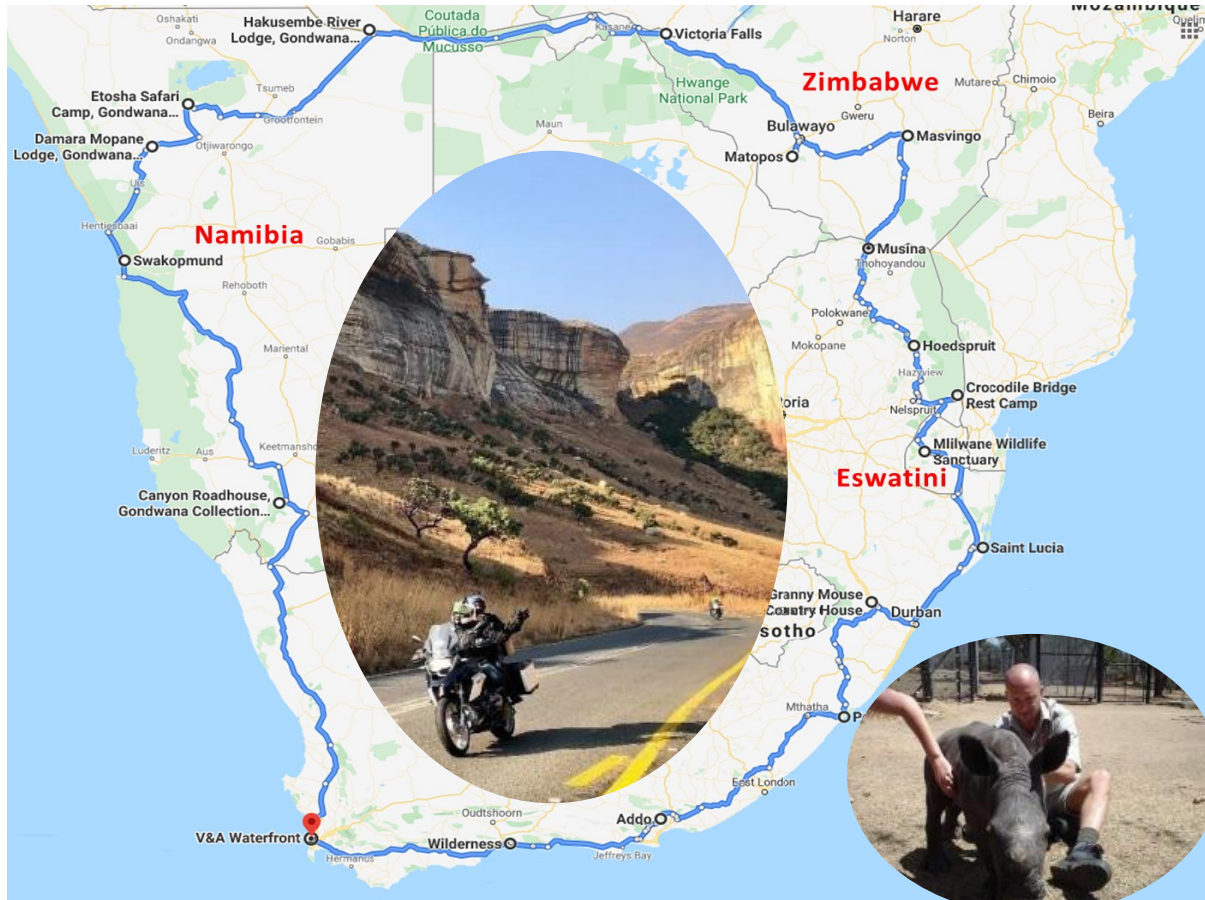 Mozambique
Oshakati
Ondangwa
Hakusembe River
Lodge, Gondwana...
Coutada
Pública do
Mucusso
Kasane
Victoria Falls
Harare
Norton
Zimbabwe
Hwange
National Park
Mutare
Chimoio
Etosha Safari
Camp, Gondwana...
Tsumeb
Grootfontein
Gweru
Beira
Damara Mopane
Lodge, Gondwana...
Otjiwarongo
Maun
Bulawayo
Masvingo
Matopos
Uis
Hentiesbaai
Namibia
Gobabis
Swakopmund
Rehoboth
Musina
Thohoyandou
Polokwane
Mokopane
Mariental
Hoedspruit
Hazyview
Crocodile Bridge
Rest Camp
Nelspruit
Luderitz
Aus
Mlilwane Wildlife
Sanctuary
Eswatini
Canyon Roadhouse,
Gondwana Collection...
Saint Lucia
Granny Mouse
Country House
Durban
Mthatha
East London
Oudtshoorn
Addo
V&A Waterfront
Wilderness
Hermanus
Jeffreys Bay